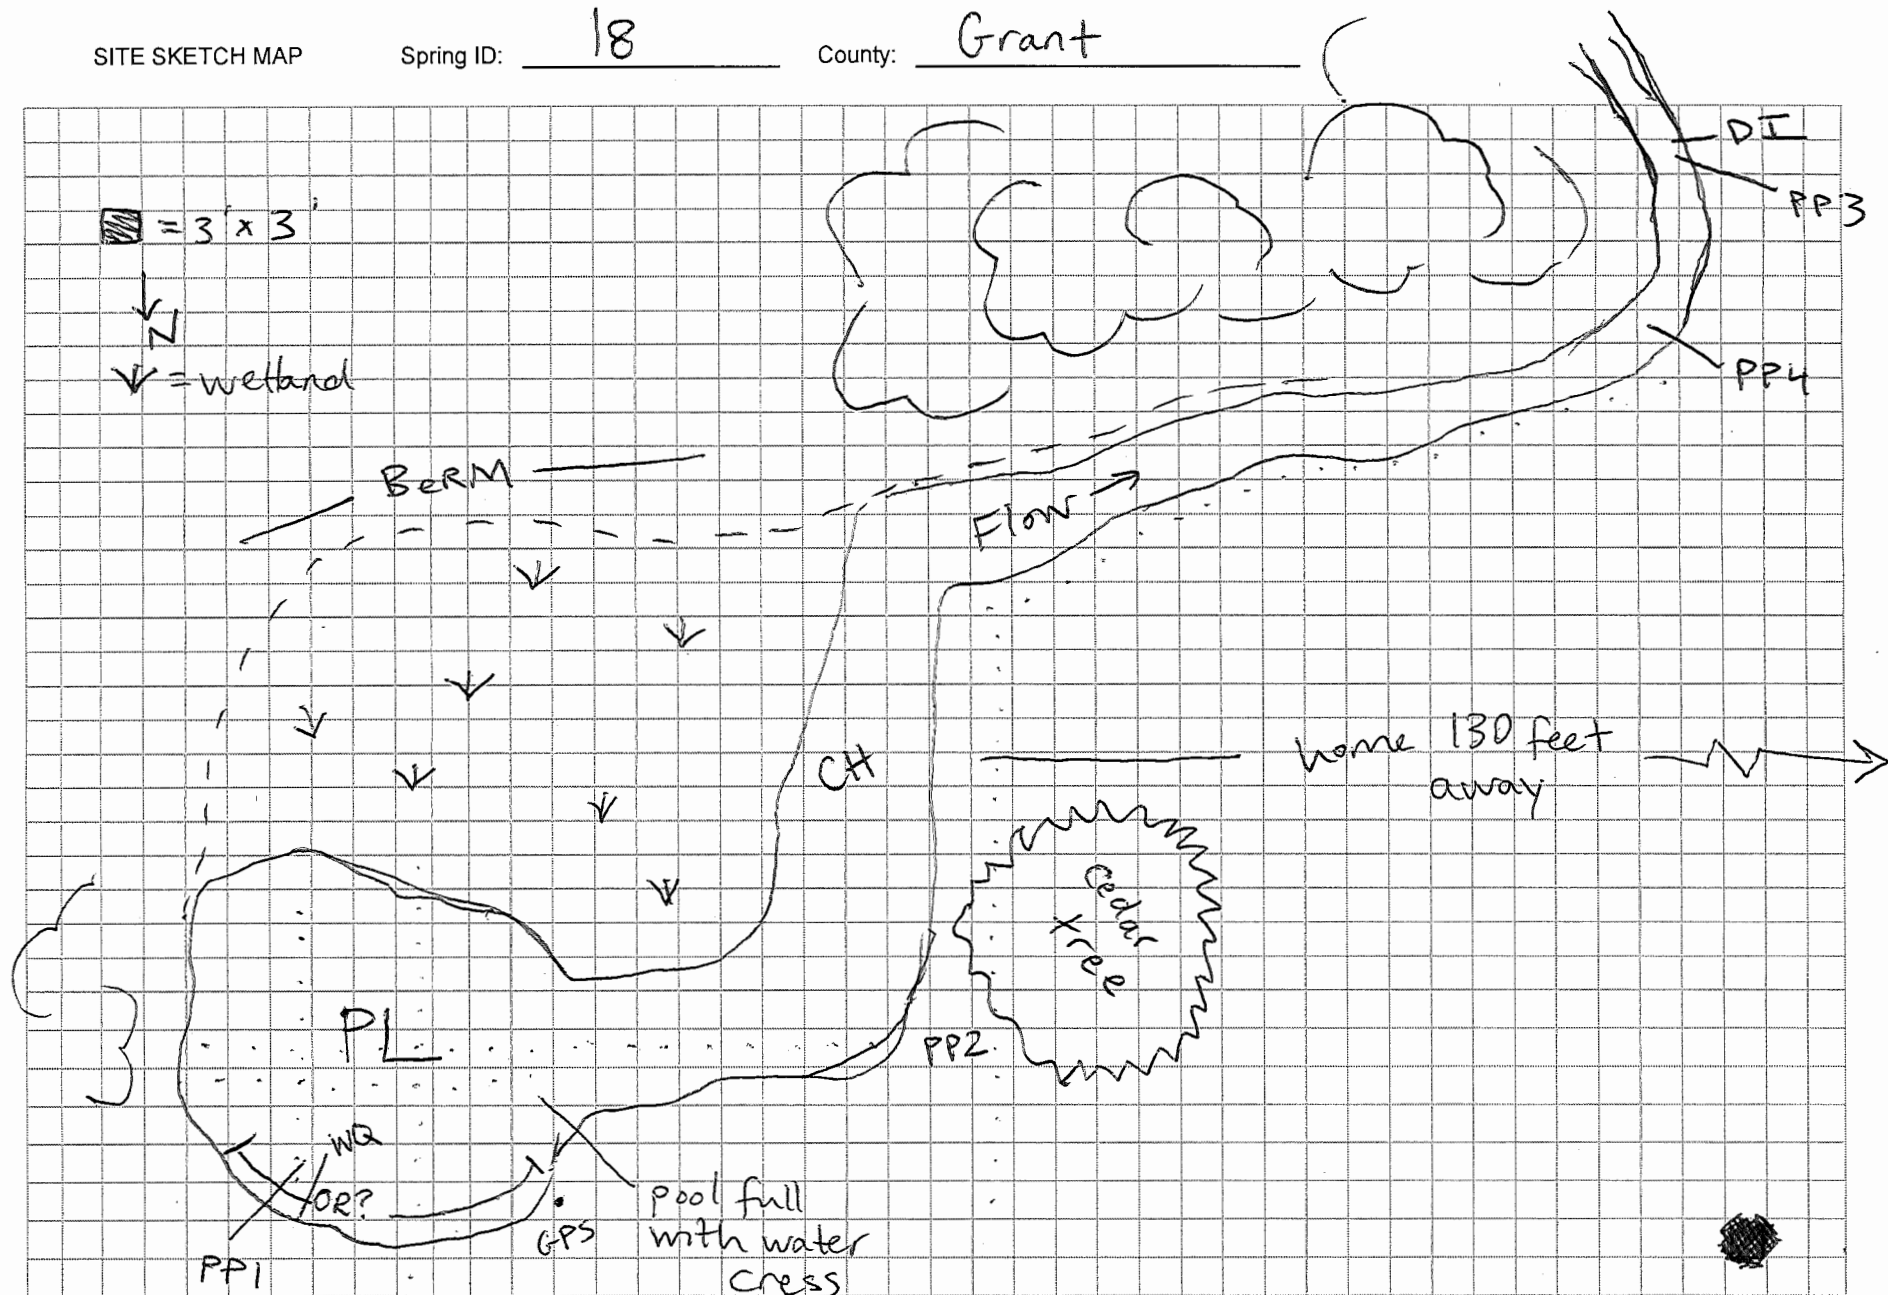 SITE SKETCH MAP Spring ID: 18 County: Grant
DI
PP3
= 3' x 3'
N
= wetland
PP4
BeRM
Flow
CH
home 130 feet
away
cedar
tree
PL
PP2
WQ
OR?
GPS
PP1
pool full
with water
cress